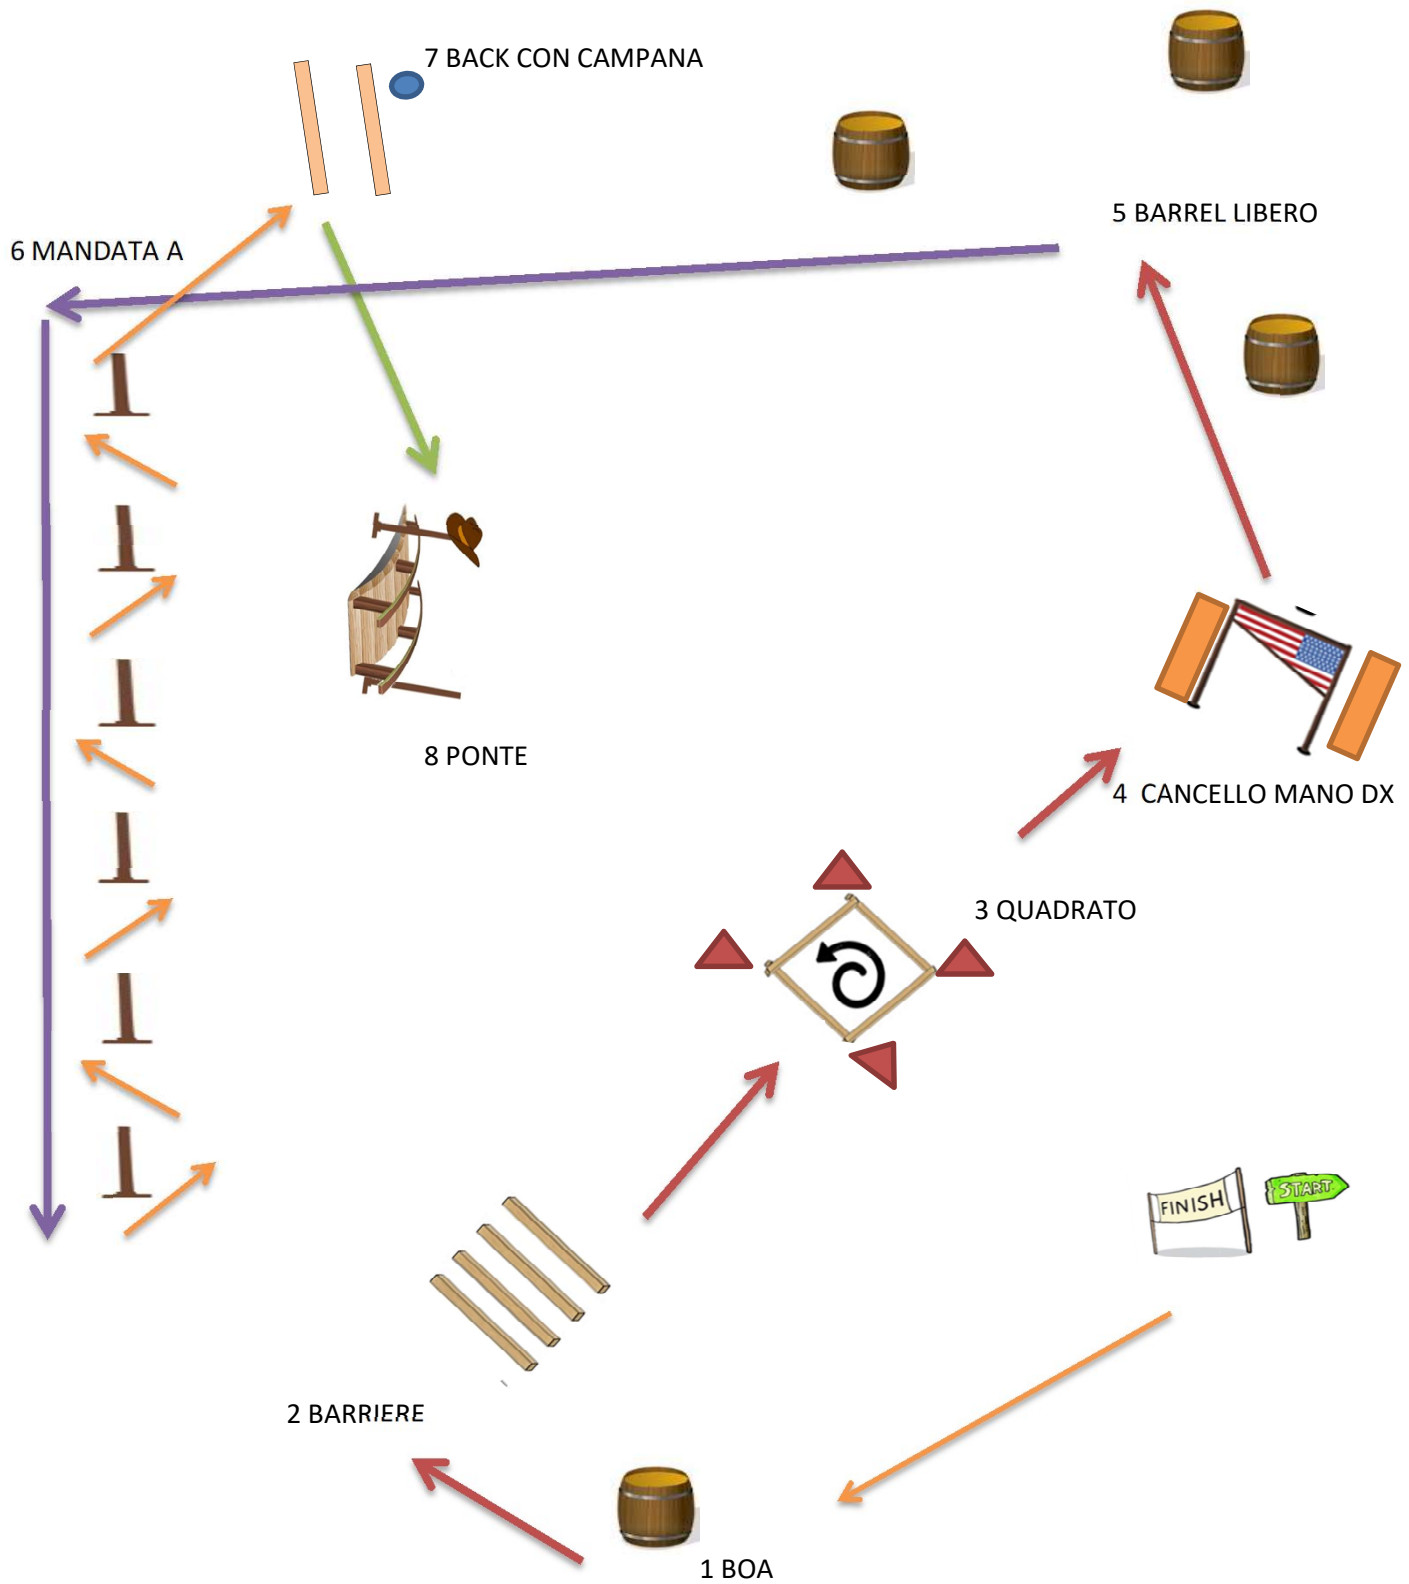 7 BACK CON CAMPANA
5 BARREL LIBERO
6 MANDATA A
8 PONTE
4 CANCELLO MANO DX
3 QUADRATO
FINISH
START
2 BARRIERE
1 BOA